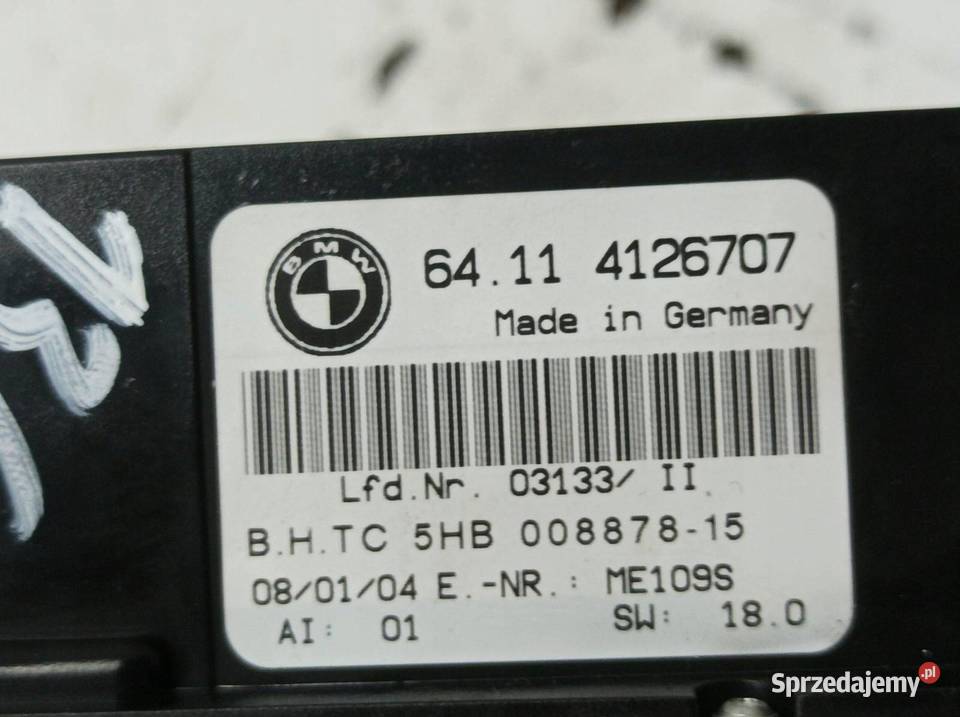 BMW
64.11 4126707
Made in Germany
Lfd.Nr. 03133/ II
B.H.TC 5HB 008878-15
08/01/04 E.-NR.: ME109S
AI: 01 SW: 18.0
Sprzedajemy.pl